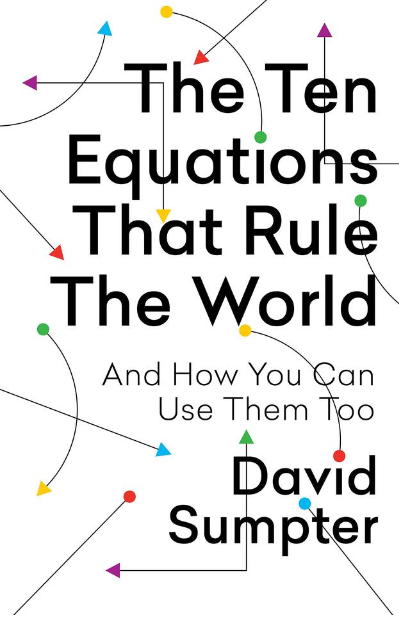 The Ten
Equations
That Rule
The World
And How You Can
Use Them Too
David
Sumpter